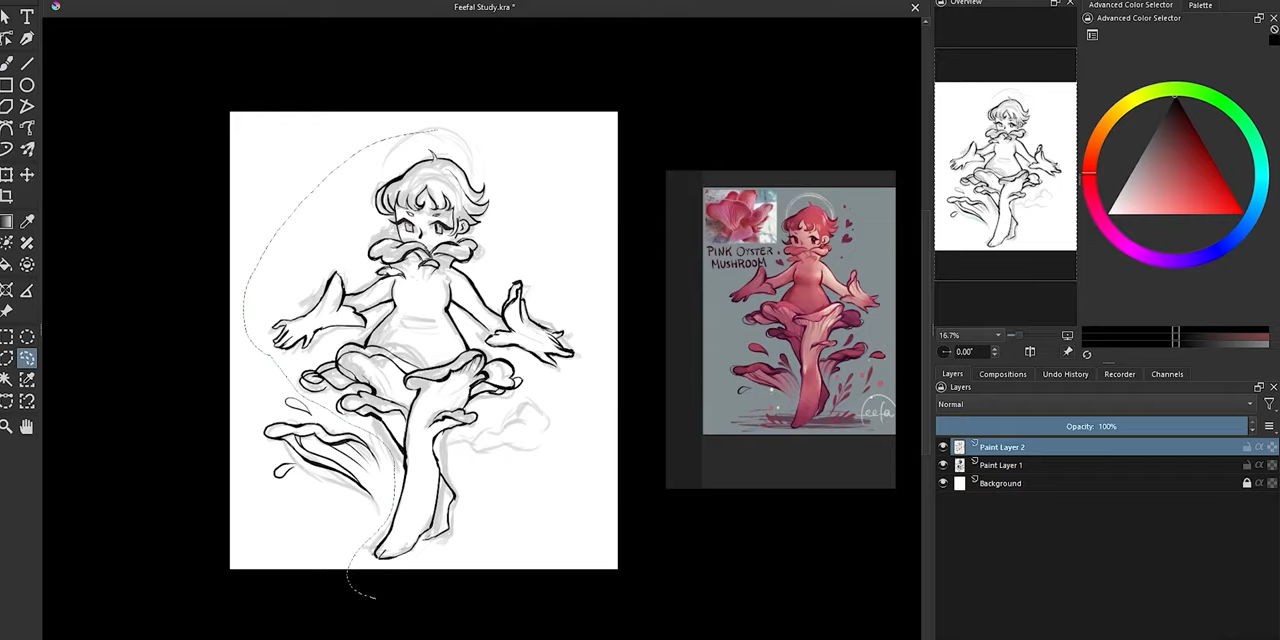 Feefal Study.kra *
Overview
Advanced Color Selector
Palette
Advanced Color Selector
PINK OYSTER
MUSHROOM
feefa
16.7%
0.00°
Layers
Compositions
Undo History
Recorder
Channels
Layers
Normal
Opacity: 100%
Paint Layer 2
Paint Layer 1
Background